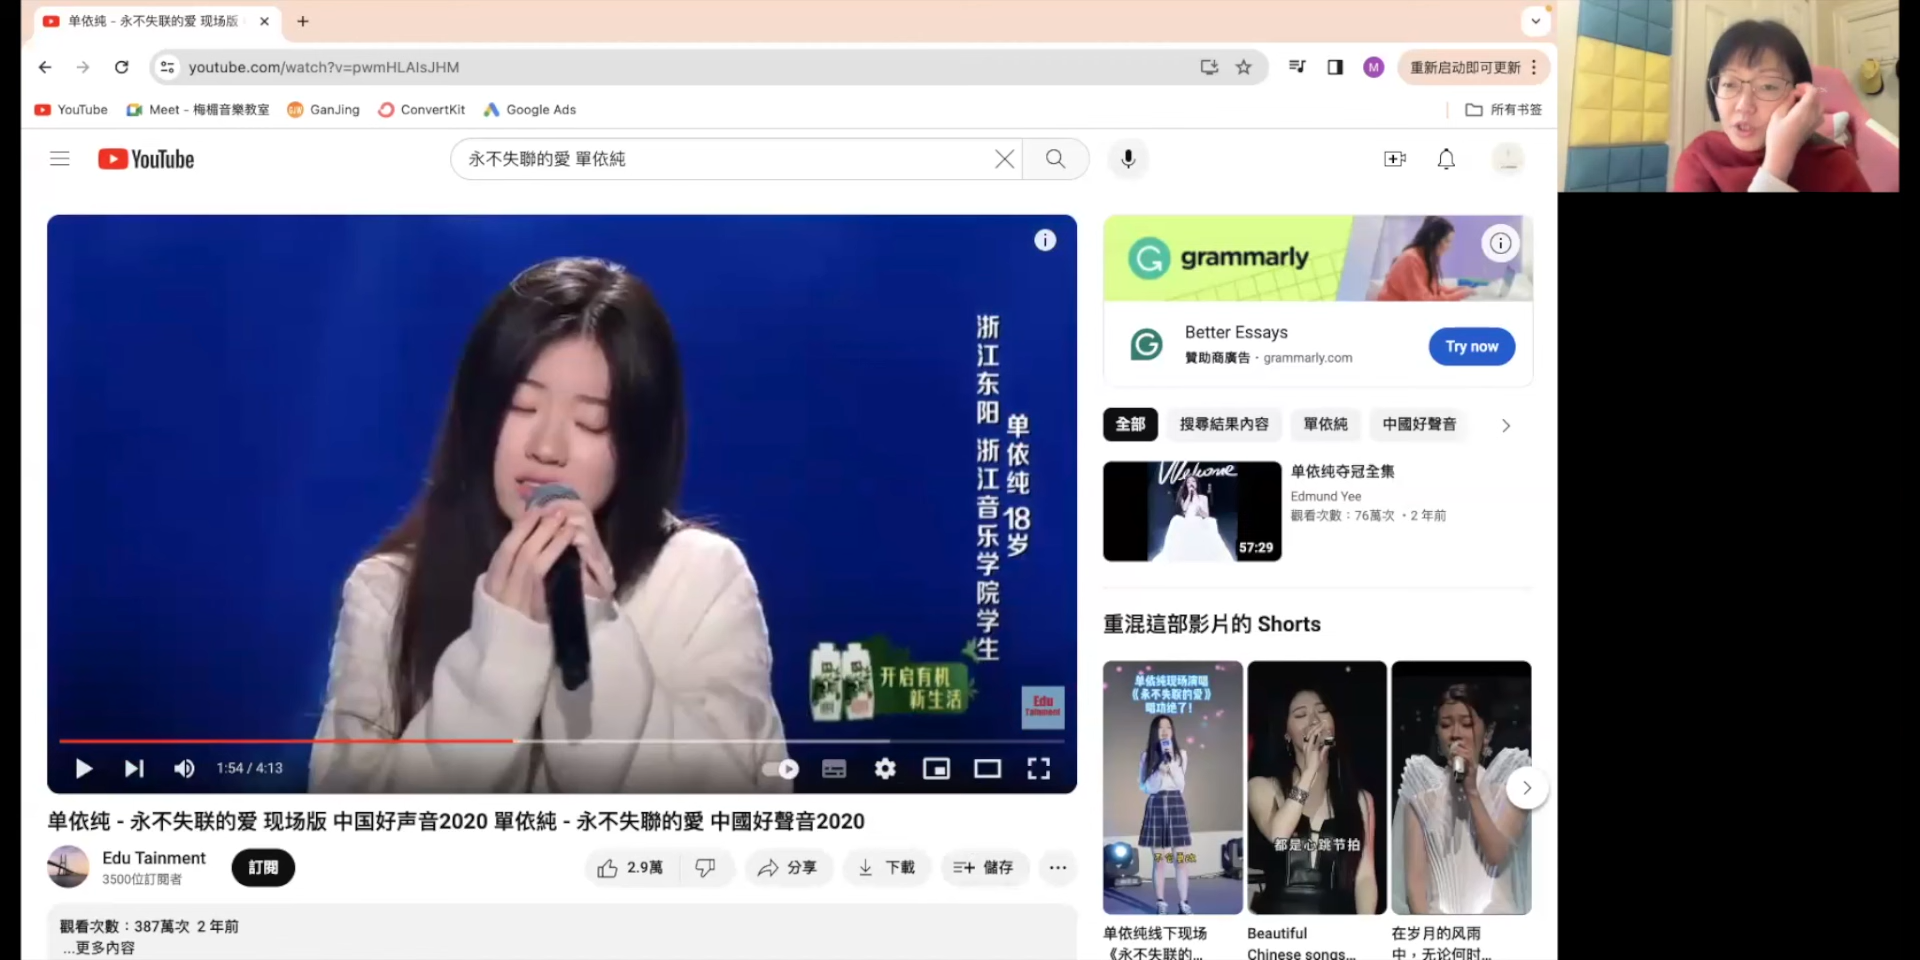 单依纯 - 永不失联的爱 现场版
youtube.com/watch?v=pwmHLAIsJHM
M
重新启动即可更新
YouTube
Meet - 梅楣音樂教室
GanJing
ConvertKit
Google Ads
所有书签
YouTube
永不失聯的愛 單依純
单依纯 18岁
浙江东阳 浙江音乐学院学生
开启有机
新生活
Edu
Tainment
1:54 / 4:13
单依纯 - 永不失联的爱 现场版 中国好声音2020 單依純 - 永不失聯的愛 中國好聲音2020
Edu Tainment
3500位訂閱者
訂閱
2.9萬
分享
下載
儲存
觀看次數：387萬次 2 年前
...更多內容
grammarly
Better Essays
贊助商廣告 · grammarly.com
Try now
全部
搜尋結果內容
單依純
中國好聲音
Welcome
57:29
单依纯夺冠全集
Edmund Yee
觀看次數：76萬次 · 2 年前
重混這部影片的 Shorts
单依纯现场演唱
《永不失联的爱》
唱功绝了!
都是心跳节拍
单依纯线下现场
《永不失联的...
Beautiful
Chinese songs...
在岁月的风雨
中，无论何时...